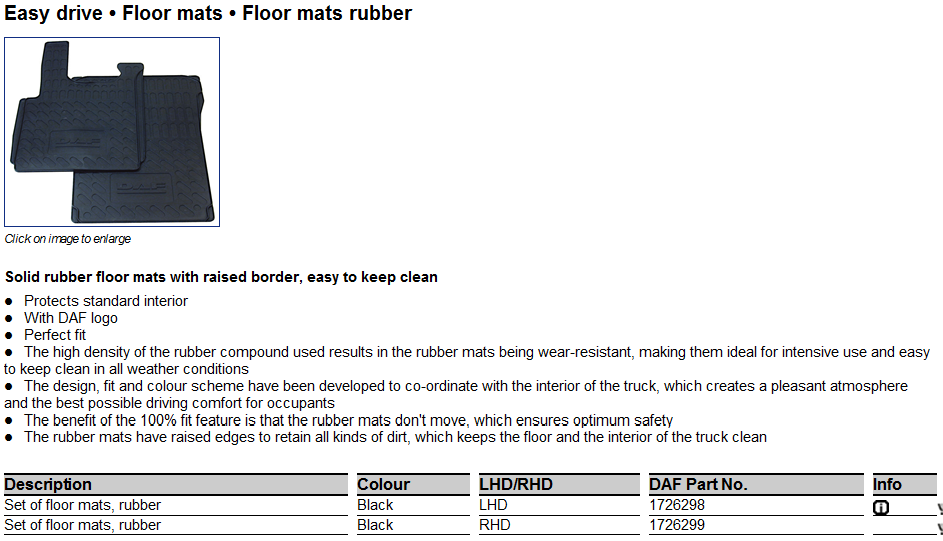 Easy drive • Floor mats • Floor mats rubber
DAF
DAF
Click on image to enlarge
Solid rubber floor mats with raised border, easy to keep clean
● Protects standard interior
● With DAF logo
● Perfect fit
● The high density of the rubber compound used results in the rubber mats being wear-resistant, making them ideal for intensive use and easy
to keep clean in all weather conditions
● The design, fit and colour scheme have been developed to co-ordinate with the interior of the truck, which creates a pleasant atmosphere
and the best possible driving comfort for occupants
● The benefit of the 100% fit feature is that the rubber mats don't move, which ensures optimum safety
● The rubber mats have raised edges to retain all kinds of dirt, which keeps the floor and the interior of the truck clean
Description Colour LHD/RHD DAF Part No. Info
Set of floor mats, rubber Black LHD 1726298 i
Set of floor mats, rubber Black RHD 1726299